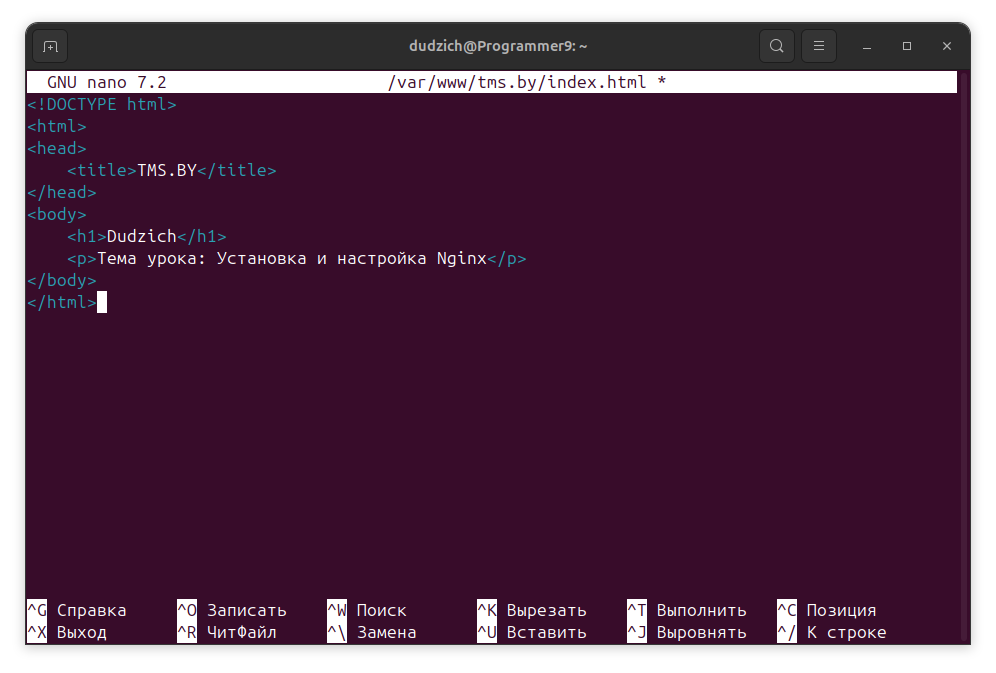 dudzich@Programmer9: ~
GNU nano 7.2 /var/www/tms.by/index.html *
<!DOCTYPE html>
<html>
<head>
    <title>TMS.BY</title>
</head>
<body>
    <h1>Dudzich</h1>
    <p>Тема урока: Установка и настройка Nginx</p>
</body>
</html>
^G Справка ^O Записать ^W Поиск ^K Вырезать ^T Выполнить ^C Позиция
^X Выход ^R ЧитФайл ^\ Замена ^U Вставить ^J Выровнять ^/ К строке